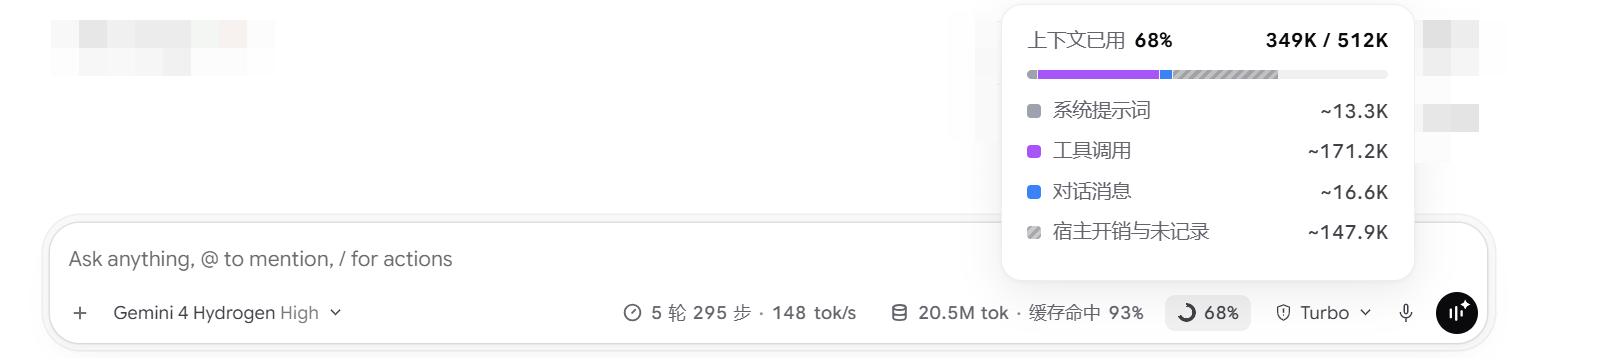 上下文已用 68% 349K / 512K
系统提示词 ~13.3K
工具调用 ~171.2K
对话消息 ~16.6K
宿主开销与未记录 ~147.9K
Ask anything, @ to mention, / for actions
Gemini 4 Hydrogen High 5 轮 295 步 · 148 tok/s 20.5M tok · 缓存命中 93% 68% Turbo